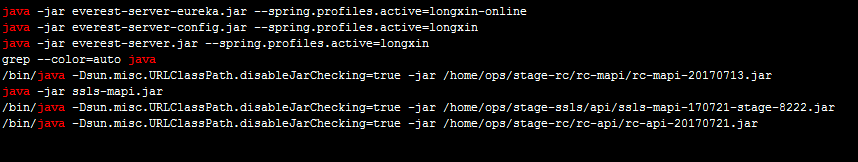 java -jar everest-server-eureka.jar --spring.profiles.active=longxin-online
java -jar everest-server-config.jar --spring.profiles.active=longxin
java -jar everest-server.jar --spring.profiles.active=longxin
grep --color=auto java
/bin/java -Dsun.misc.URLClassPath.disableJarChecking=true -jar /home/ops/stage-rc/rc-mapi/rc-mapi-20170713.jar
java -jar ssls-mapi.jar
/bin/java -Dsun.misc.URLClassPath.disableJarChecking=true -jar /home/ops/stage-ssls/api/ssls-mapi-170721-stage-8222.jar
/bin/java -Dsun.misc.URLClassPath.disableJarChecking=true -jar /home/ops/stage-rc/rc-api/rc-api-20170721.jar